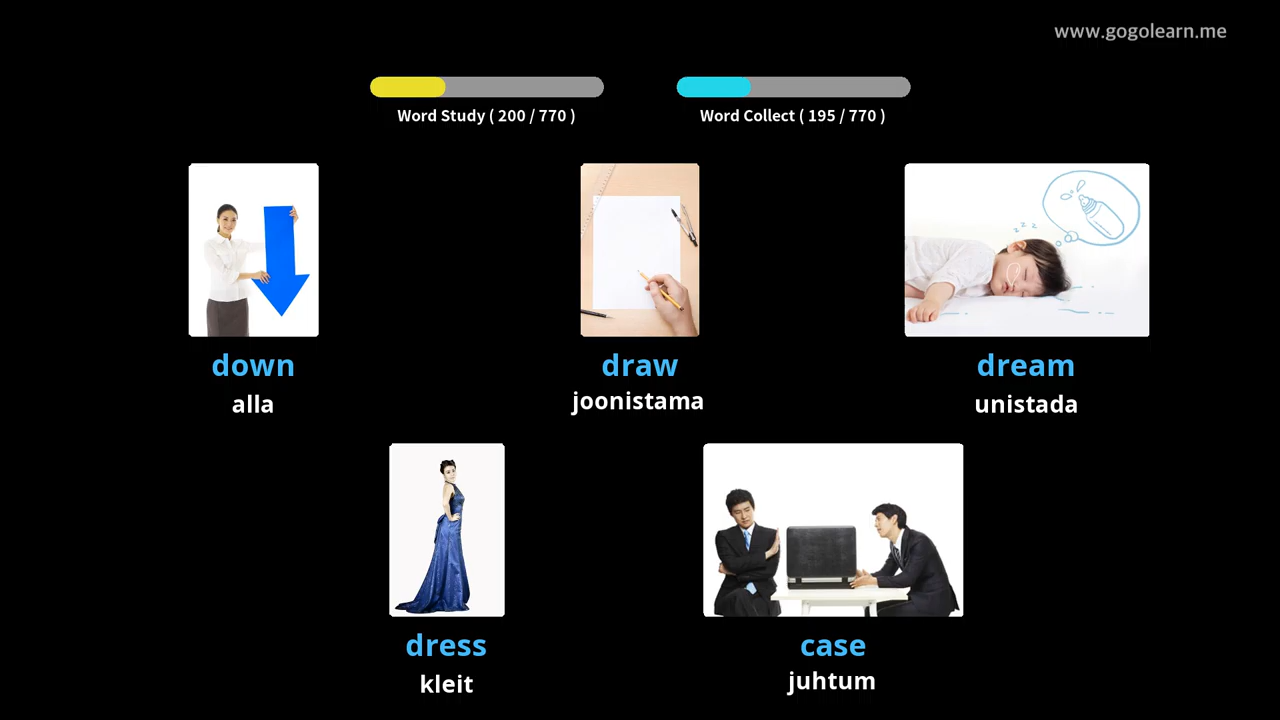 www.gogolearn.me
Word Study ( 200 / 770 )
Word Collect ( 195 / 770 )
z z z
down
draw
dream
alla
joonistama
unistada
dress
case
kleit
juhtum